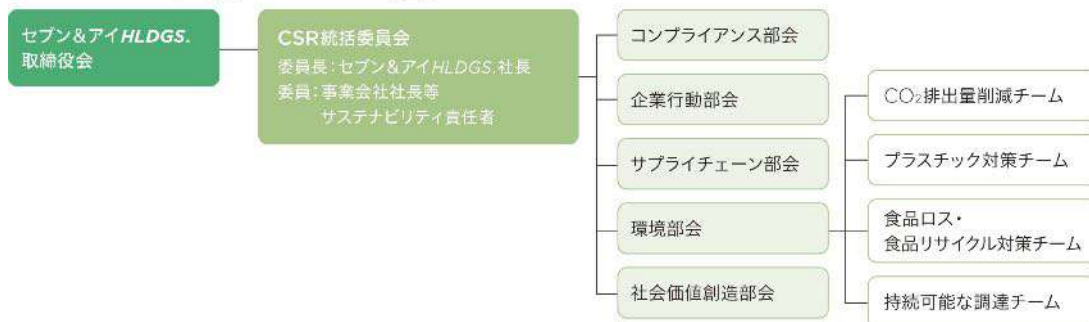 セブン&アイHLDGS.
取締役会
CSR統括委員会
委員長：セブン&アイHLDGS.社長
委員：事業会社社長等
サステナビリティ責任者
コンプライアンス部会
企業行動部会
サプライチェーン部会
環境部会
社会価値創造部会
CO₂排出量削減チーム
プラスチック対策チーム
食品ロス・
食品リサイクル対策チーム
持続可能な調達チーム